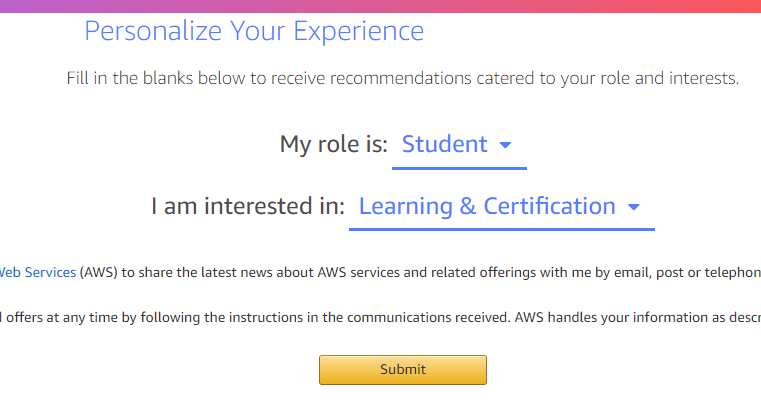 Personalize Your Experience
Fill in the blanks below to receive recommendations catered to your role and interests.
My role is: Student
I am interested in: Learning & Certification
Web Services (AWS) to share the latest news about AWS services and related offerings with me by email, post or telephon
offers at any time by following the instructions in the communications received. AWS handles your information as descr
Submit